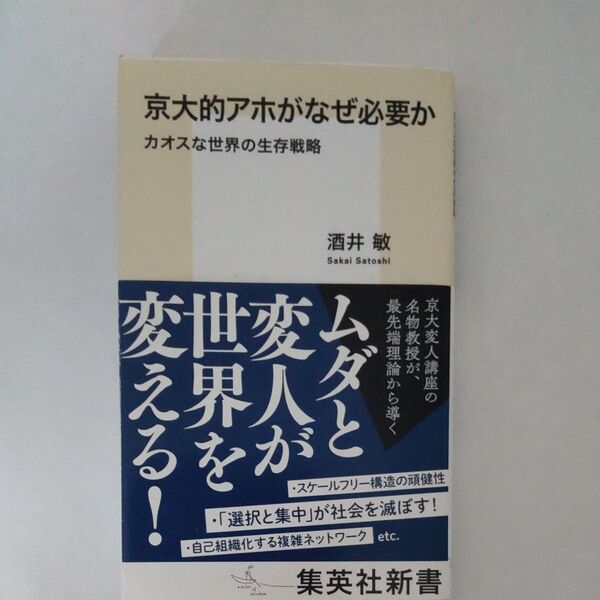 京大的アホがなぜ必要か
カオスな世界の生存戦略
酒井 敏
Sakai Satoshi
京大変人講座の
名物教授が、
最先端理論から導く
ムダと
変人が
世界を
変える!
・スケールフリー構造の頑健性
・「選択と集中」が社会を滅ぼす!
・自己組織化する複雑ネットワーク etc.
a pilot of wisdom
集英社新書